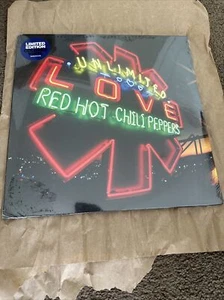 LIMITED
EDITION
UNLIMITED
LOVE
RED HOT CHILI PEPPERS